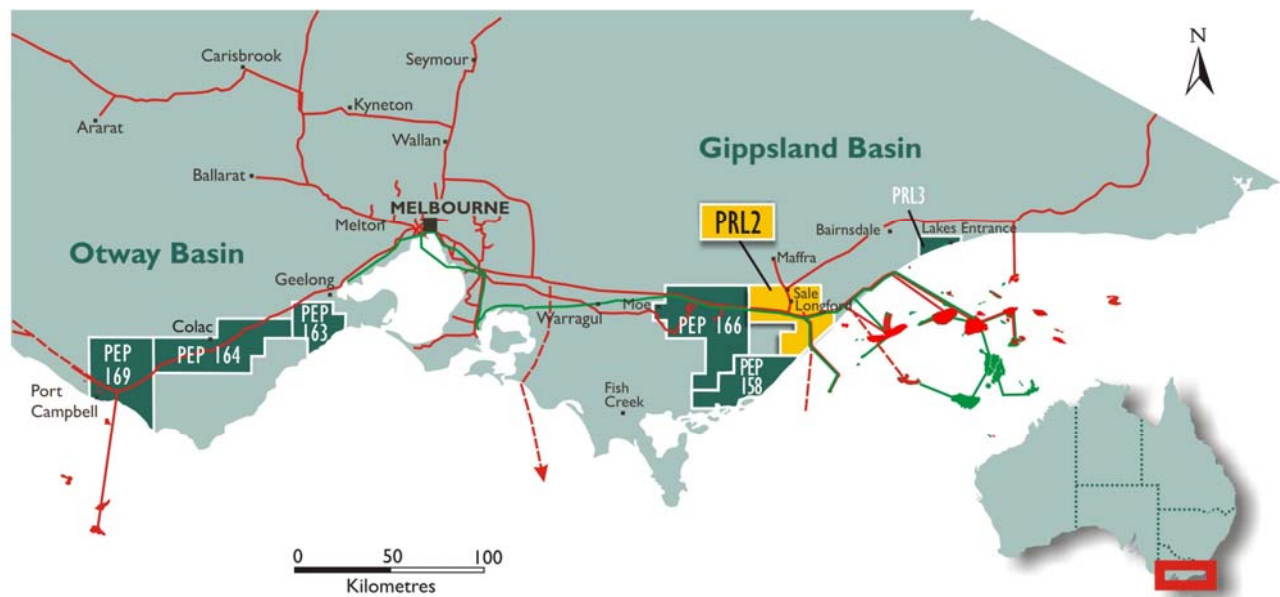 Carisbrook
Seymour
N
Kyneton
Ararat
Wallan
Gippsland Basin
Ballarat
PRL3
MELBOURNE
PRL2
Melton
Bairnsdale
Lakes Entrance
Otway Basin
Maffra
Geelong
Sale
Longford
Moe
Warragul
PEP
163
Colac
PEP 166
PEP 164
PEP
169
PEP
158
Port
Campbell
Fish
Creek
0 50 100
Kilometres